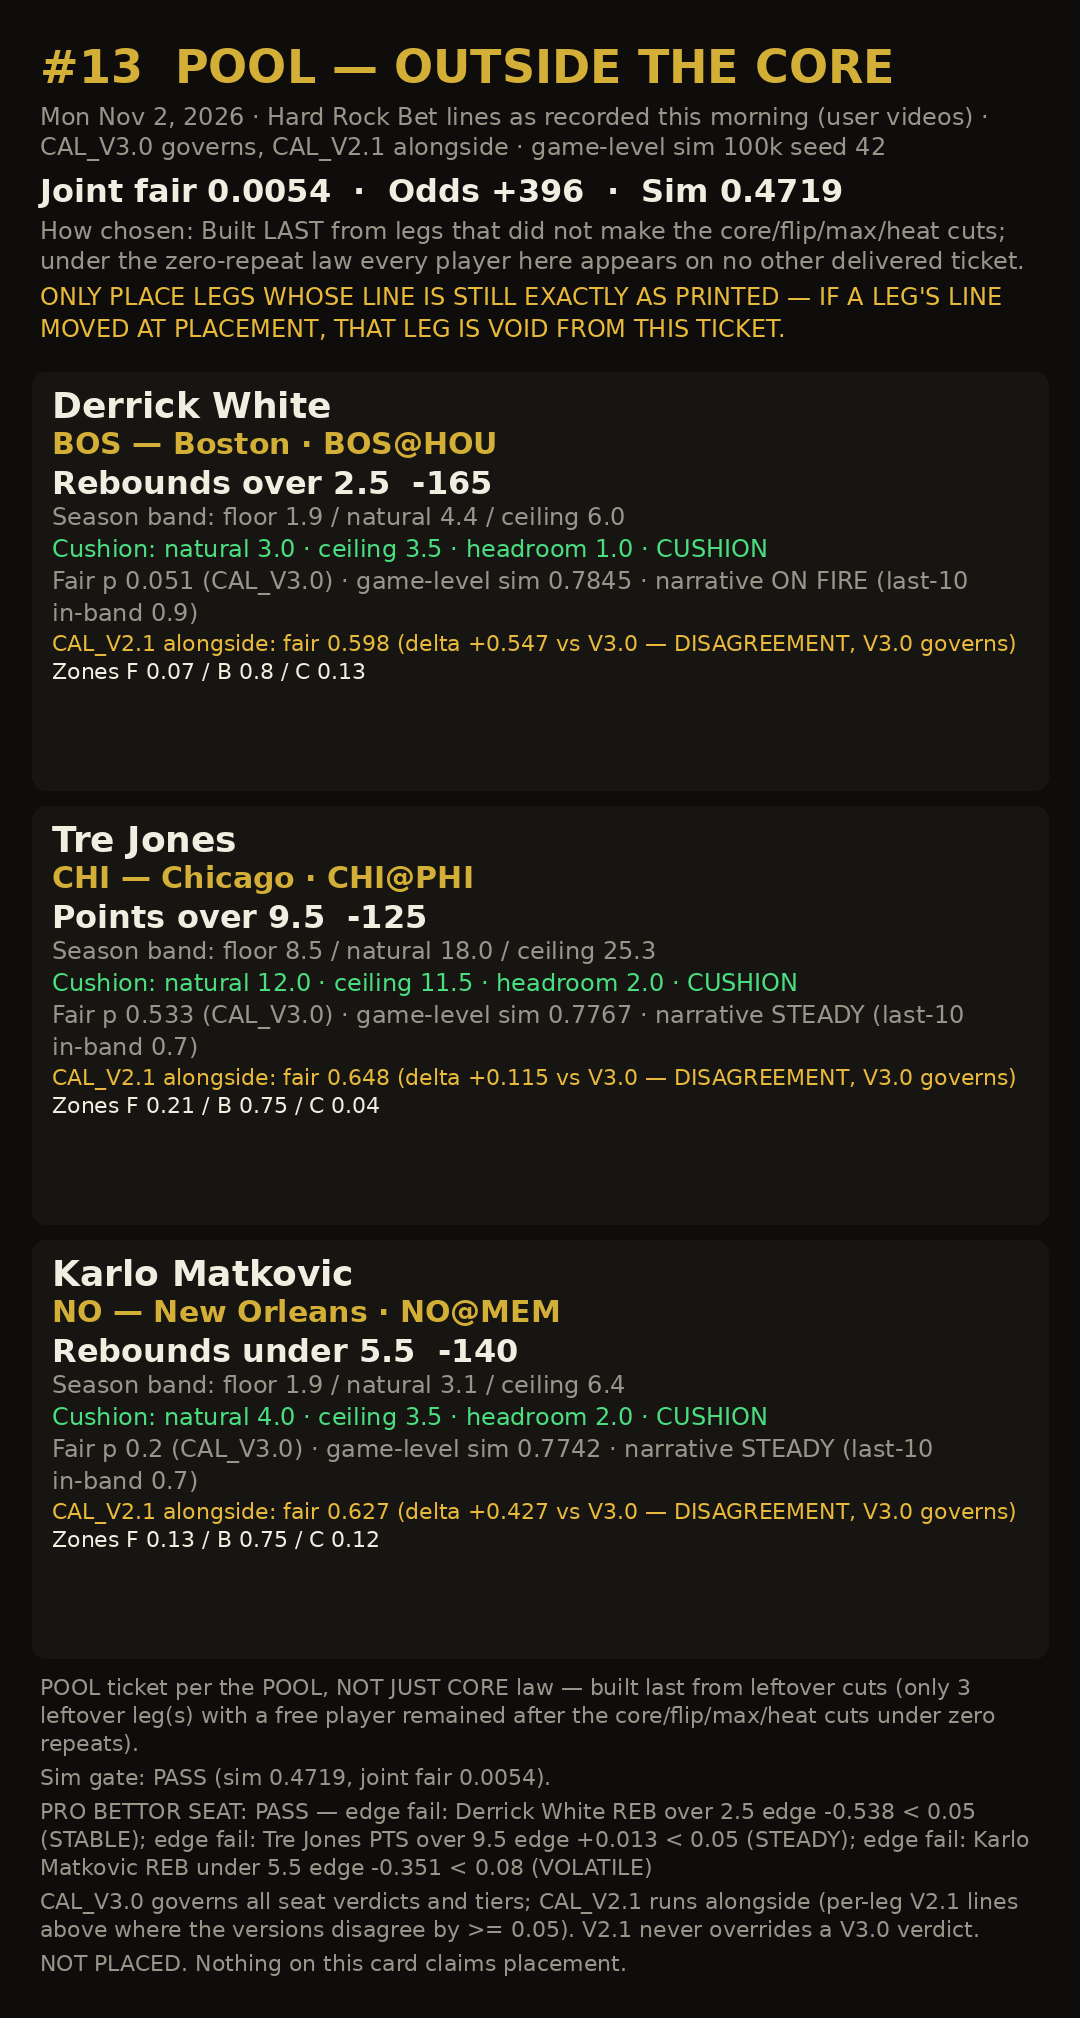 #13  POOL — OUTSIDE THE CORE
Mon Nov 2, 2026 · Hard Rock Bet lines as recorded this morning (user videos) ·
CAL_V3.0 governs, CAL_V2.1 alongside · game-level sim 100k seed 42
Joint fair 0.0054  ·  Odds +396  ·  Sim 0.4719
How chosen: Built LAST from legs that did not make the core/flip/max/heat cuts;
under the zero-repeat law every player here appears on no other delivered ticket.
ONLY PLACE LEGS WHOSE LINE IS STILL EXACTLY AS PRINTED — IF A LEG'S LINE
MOVED AT PLACEMENT, THAT LEG IS VOID FROM THIS TICKET.
Derrick White
BOS — Boston · BOS@HOU
Rebounds over 2.5  -165
Season band: floor 1.9 / natural 4.4 / ceiling 6.0
Cushion: natural 3.0 · ceiling 3.5 · headroom 1.0 · CUSHION
Fair p 0.051 (CAL_V3.0) · game-level sim 0.7845 · narrative ON FIRE (last-10
in-band 0.9)
CAL_V2.1 alongside: fair 0.598 (delta +0.547 vs V3.0 — DISAGREEMENT, V3.0 governs)
Zones F 0.07 / B 0.8 / C 0.13
Tre Jones
CHI — Chicago · CHI@PHI
Points over 9.5  -125
Season band: floor 8.5 / natural 18.0 / ceiling 25.3
Cushion: natural 12.0 · ceiling 11.5 · headroom 2.0 · CUSHION
Fair p 0.533 (CAL_V3.0) · game-level sim 0.7767 · narrative STEADY (last-10
in-band 0.7)
CAL_V2.1 alongside: fair 0.648 (delta +0.115 vs V3.0 — DISAGREEMENT, V3.0 governs)
Zones F 0.21 / B 0.75 / C 0.04
Karlo Matkovic
NO — New Orleans · NO@MEM
Rebounds under 5.5  -140
Season band: floor 1.9 / natural 3.1 / ceiling 6.4
Cushion: natural 4.0 · ceiling 3.5 · headroom 2.0 · CUSHION
Fair p 0.2 (CAL_V3.0) · game-level sim 0.7742 · narrative STEADY (last-10
in-band 0.7)
CAL_V2.1 alongside: fair 0.627 (delta +0.427 vs V3.0 — DISAGREEMENT, V3.0 governs)
Zones F 0.13 / B 0.75 / C 0.12
POOL ticket per the POOL, NOT JUST CORE law — built last from leftover cuts (only 3
leftover leg(s) with a free player remained after the core/flip/max/heat cuts under zero
repeats).
Sim gate: PASS (sim 0.4719, joint fair 0.0054).
PRO BETTOR SEAT: PASS — edge fail: Derrick White REB over 2.5 edge -0.538 < 0.05
(STABLE); edge fail: Tre Jones PTS over 9.5 edge +0.013 < 0.05 (STEADY); edge fail: Karlo
Matkovic REB under 5.5 edge -0.351 < 0.08 (VOLATILE)
CAL_V3.0 governs all seat verdicts and tiers; CAL_V2.1 runs alongside (per-leg V2.1 lines
above where the versions disagree by >= 0.05). V2.1 never overrides a V3.0 verdict.
NOT PLACED. Nothing on this card claims placement.